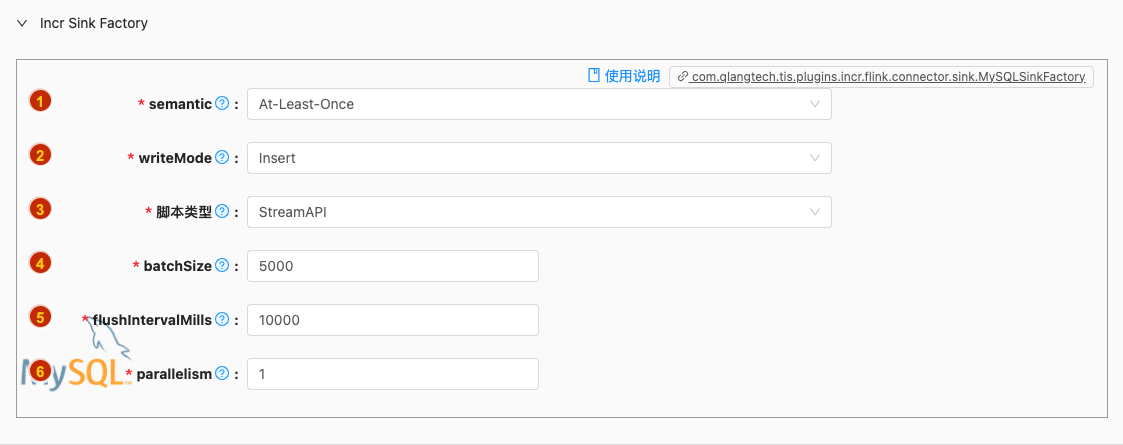 Incr Sink Factory
使用说明 com.qlangtech.tis.plugins.incr.flink.connector.sink.MySQLSinkFactory
1 * semantic ? : At-Least-Once
2 * writeMode ? : Insert
3 * 脚本类型 ? : StreamAPI
4 * batchSize ? : 5000
5 * flushIntervalMills ? : 10000
6 * parallelism ? : 1
MySQL